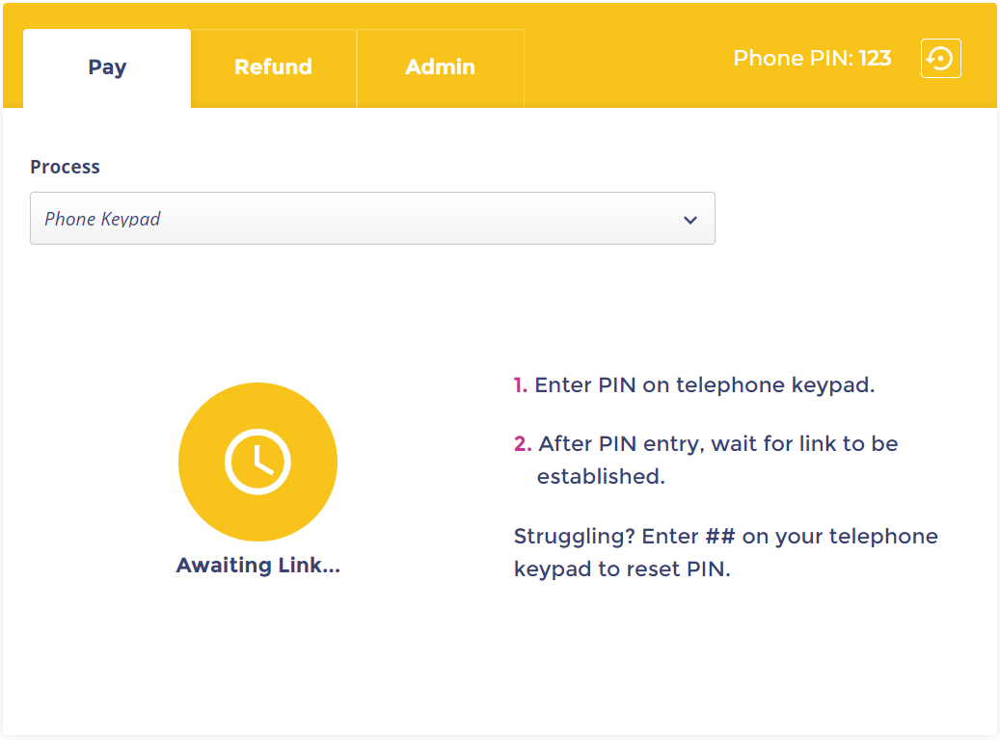 Pay
Refund
Admin
Phone PIN: 123
Process
Phone Keypad
Awaiting Link...
1. Enter PIN on telephone keypad.
2. After PIN entry, wait for link to be
established.
Struggling? Enter ## on your telephone
keypad to reset PIN.